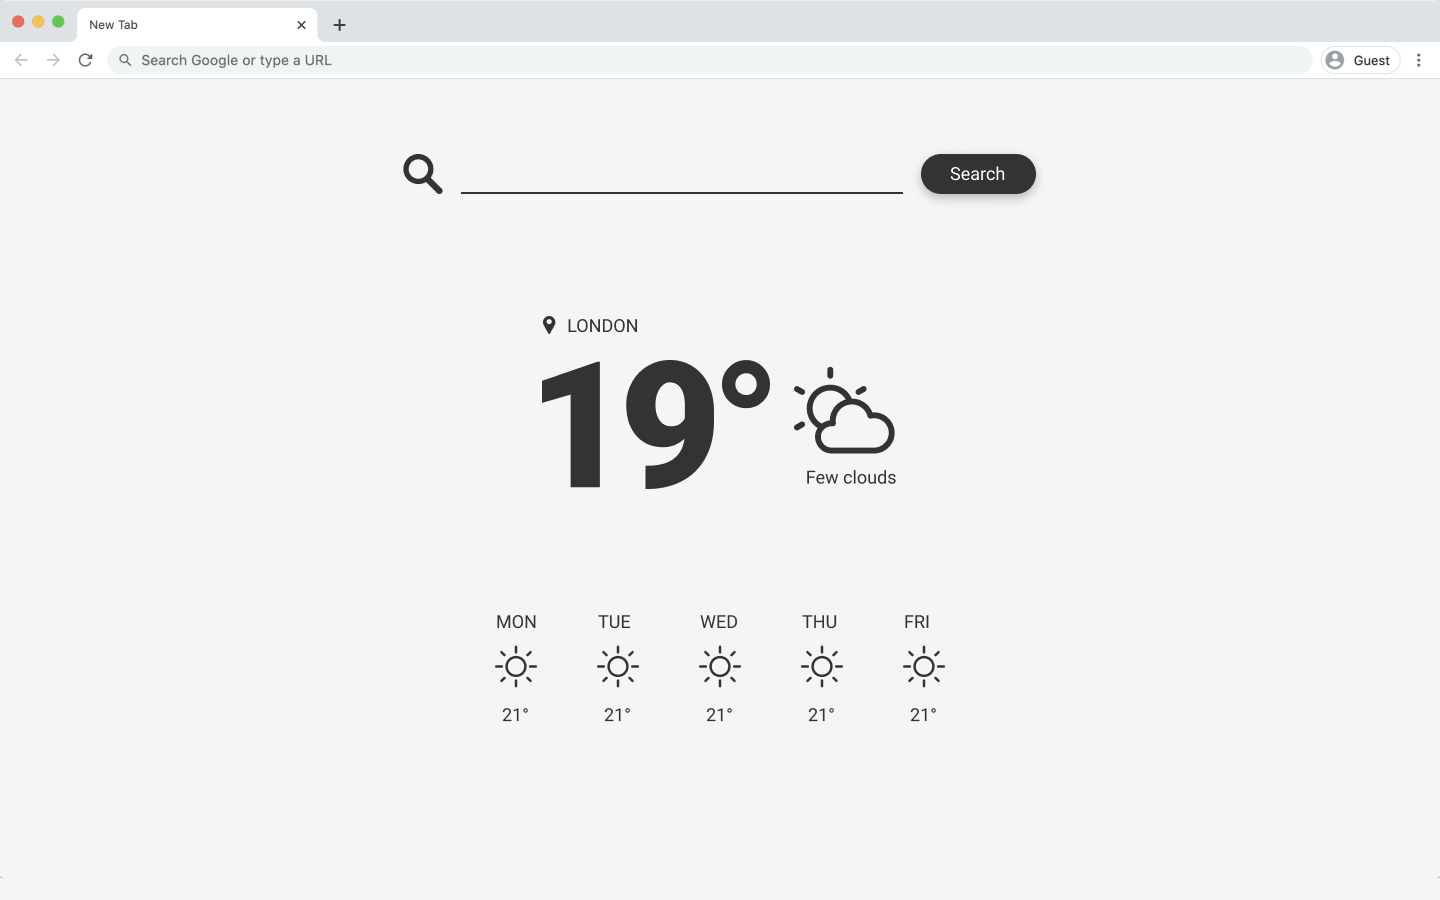 New Tab
Search Google or type a URL
Guest
Search
LONDON
19°
Few clouds
MON TUE WED THU FRI
21° 21° 21° 21° 21°